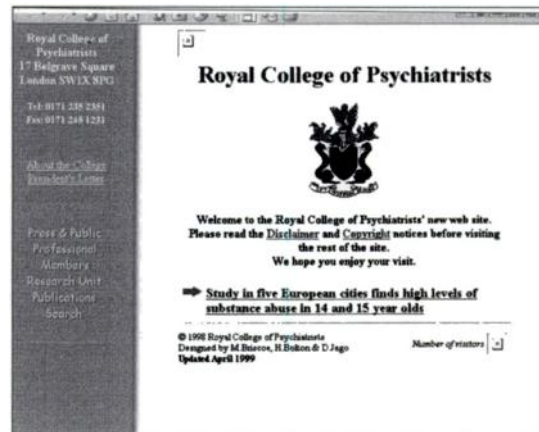 Royal College of
Psychiatrists
17 Belgrave Square
London SW1X 8PG
Tel: 0171 235 2351
Fax: 0171 245 1231
About the College
President's Letter
Press & Public
Professional
Members
Research Unit
Publications
Search
Royal College of Psychiatrists
Welcome to the Royal College of Psychiatrists' new web site.
Please read the Disclaimer and Copyright notices before visiting
the rest of the site.
We hope you enjoy your visit.
Study in five European cities finds high levels of
substance abuse in 14 and 15 year olds
© 1998 Royal College of Psychiatrists
Designed by M.Briscoe, H.Bolton & D.Jago
Updated April 1999
Number of visitors